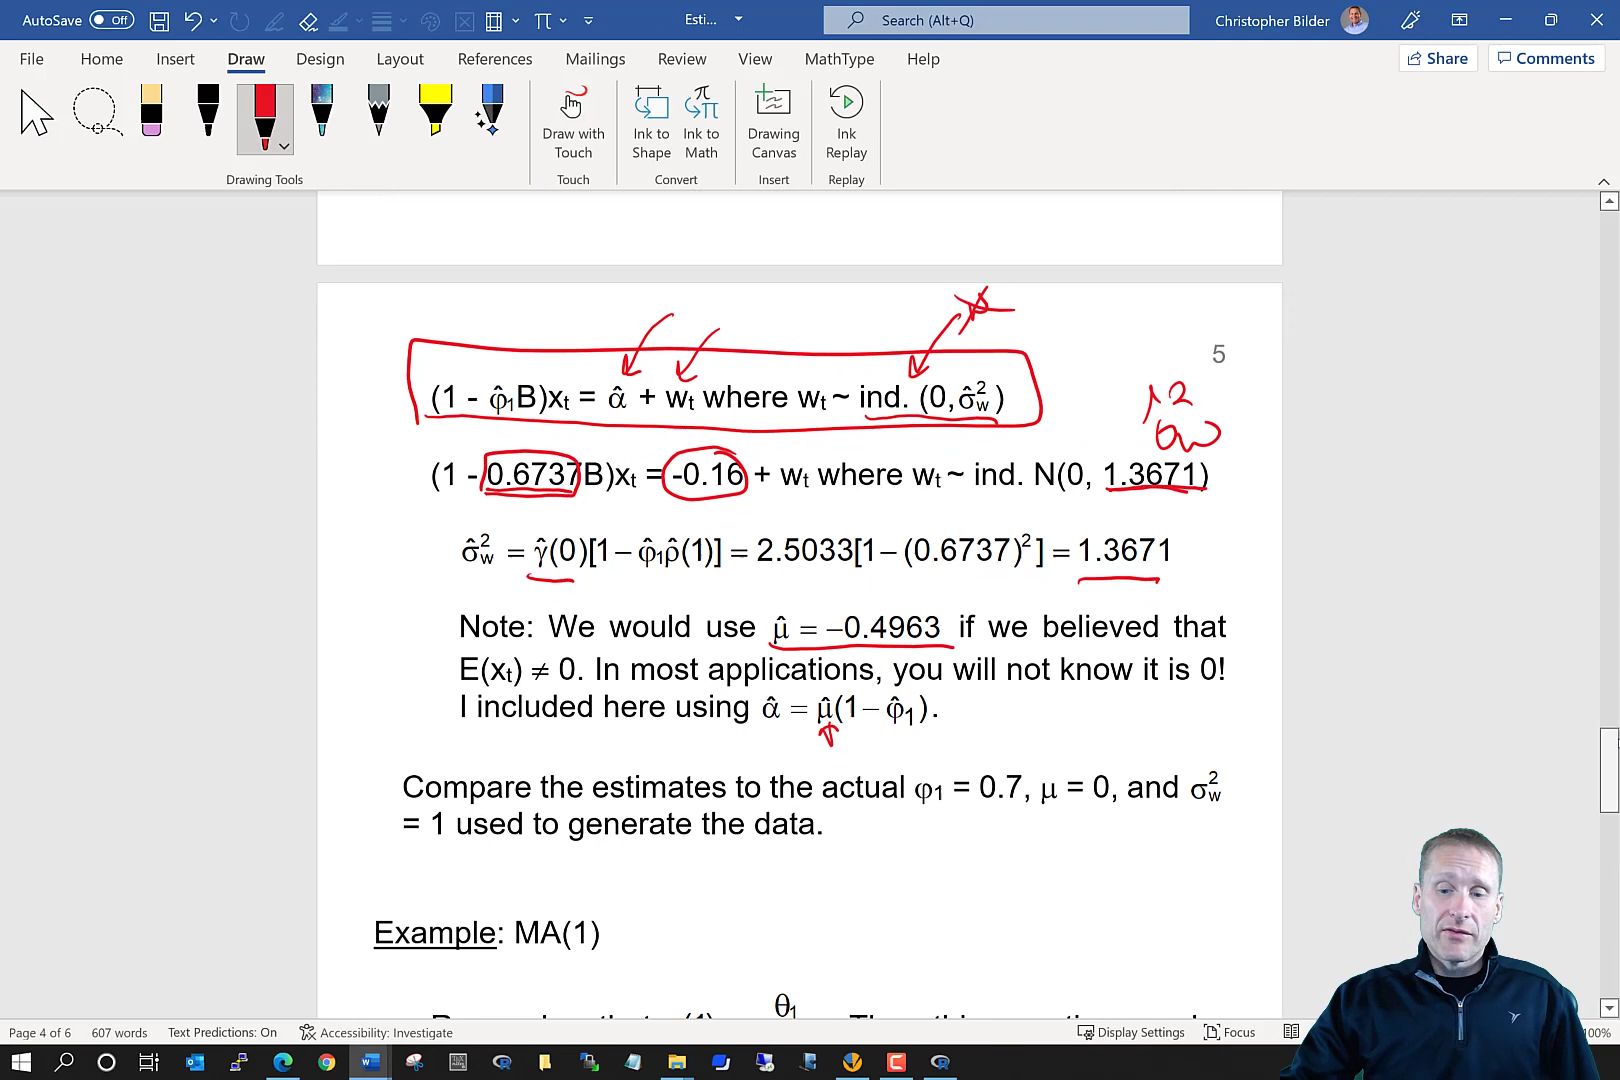 AutoSave Off Esti... Search (Alt+Q) Christopher Bilder
File Home Insert Draw Design Layout References Mailings Review View MathType Help Share Comments
Draw with Touch
Ink to Shape
Ink to Math
Drawing Canvas
Ink Replay
Drawing Tools Touch Convert Insert Replay
5
(1 - φ̂₁B)xₜ = α̂ + wₜ where wₜ ~ ind. (0, σ̂²w)
σ̂²w
(1 - 0.6737B)xₜ = -0.16 + wₜ where wₜ ~ ind. N(0, 1.3671)
σ̂²w = γ̂(0)[1 − φ̂₁ρ̂(1)] = 2.5033[1 − (0.6737)²] = 1.3671
Note: We would use μ̂ = −0.4963 if we believed that
E(xₜ) ≠ 0. In most applications, you will not know it is 0!
I included here using α̂ = μ̂(1 − φ̂₁).
Compare the estimates to the actual φ₁ = 0.7, μ = 0, and σ²w
= 1 used to generate the data.
Example: MA(1)
θ₁
Page 4 of 6 607 words Text Predictions: On Accessibility: Investigate Display Settings Focus 100%